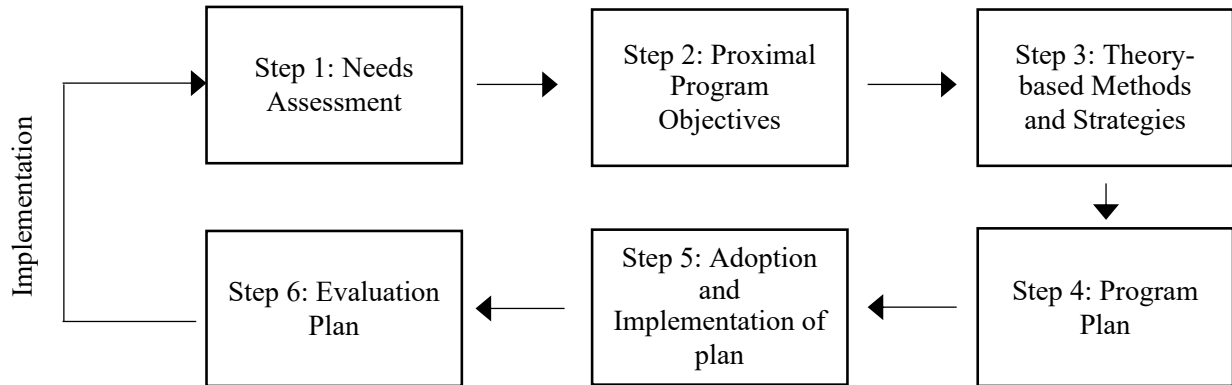 Step 1: Needs
Assessment
Step 2: Proximal
Program
Objectives
Step 3: Theory-
based Methods
and Strategies
Implementation
Step 6: Evaluation
Plan
Step 5: Adoption
and
Implementation of
plan
Step 4: Program
Plan